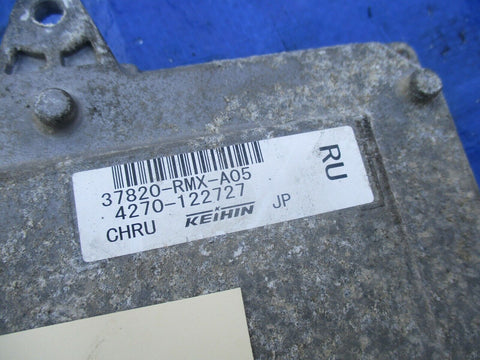 37820-RMX-A05
4270-122727
CHRU KEIHIN JP
RU